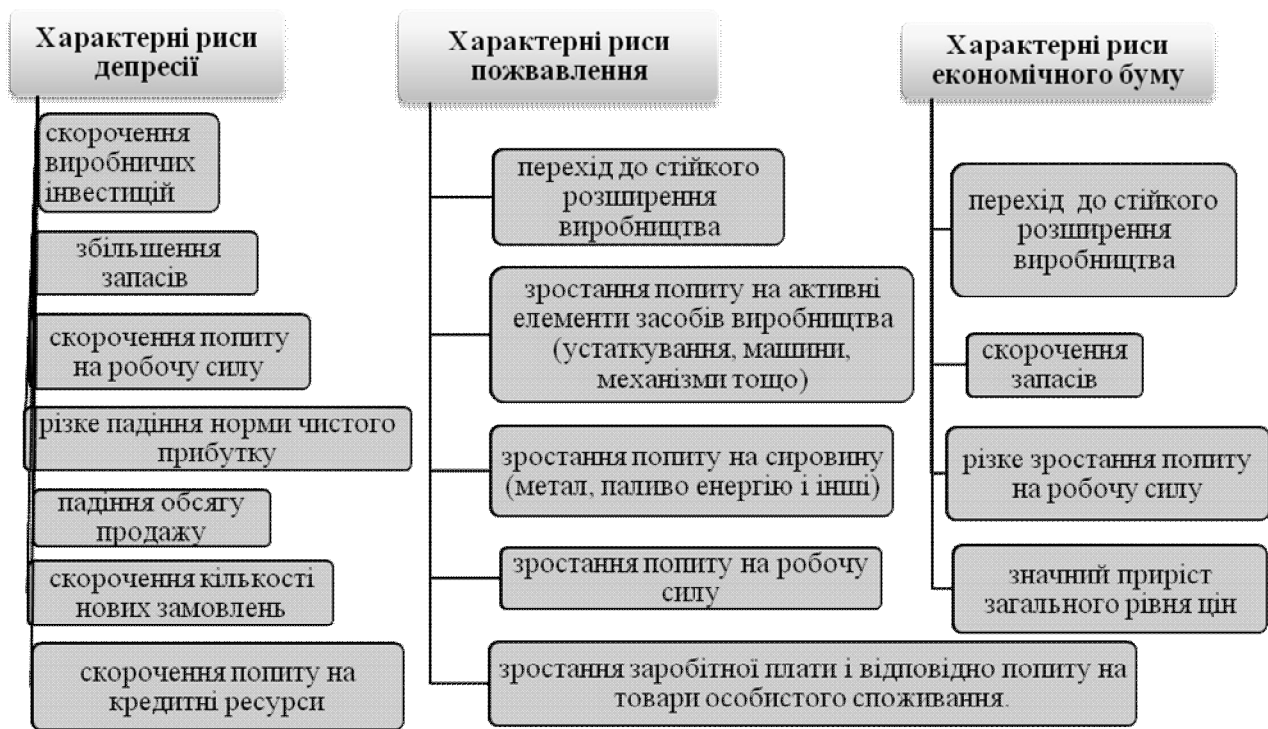 Характерні риси
депресії
скорочення
виробничих
інвестицій
збільшення
запасів
скорочення попиту
на робочу силу
різке падіння норми чистого
прибутку
падіння обсягу
продажу
скорочення кількості
нових замовлень
скорочення попиту на
кредитні ресурси
Характерні риси
пожвавлення
перехід до стійкого
розширення
виробництва
зростання попиту на активні
елементи засобів виробництва
(устаткування, машини,
механізми тощо)
зростання попиту на сировину
(метал, паливо енергію і інші)
зростання попиту на робочу
силу
зростання заробітної плати і відповідно попиту на
товари особистого споживання.
Характерні риси
економічного буму
перехід до стійкого
розширення
виробництва
скорочення
запасів
різке зростання попиту
на робочу силу
значний приріст
загального рівня цін